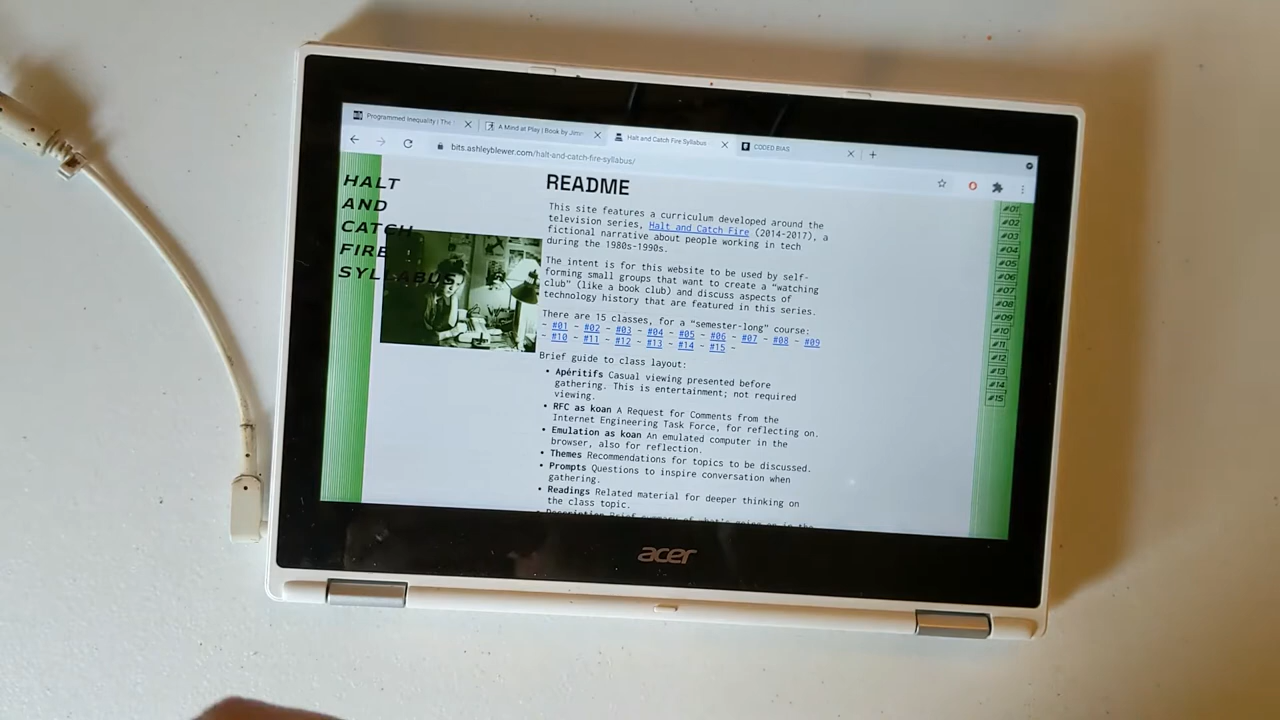 Programmed Inequality | The
A Mind at Play | Book by Jimm
Halt and Catch Fire Syllabus
CODED BIAS
bits.ashleyblewer.com/halt-and-catch-fire-syllabus/
HALT
AND
CATCH
FIRE
SYLLABUS
README
This site features a curriculum developed around the
television series, Halt and Catch Fire (2014-2017), a
fictional narrative about people working in tech
during the 1980s-1990s.
The intent is for this website to be used by self-
forming small groups that want to create a "watching
club" (like a book club) and discuss aspects of
technology history that are featured in this series.
There are 15 classes, for a "semester-long" course:
~ #01 ~ #02 ~ #03 ~ #04 ~ #05 ~ #06 ~ #07 ~ #08 ~ #09
~ #10 ~ #11 ~ #12 ~ #13 ~ #14 ~ #15 ~
Brief guide to class layout:
• Apéritifs Casual viewing presented before
gathering. This is entertainment; not required
viewing.
• RFC as koan A Request for Comments from the
Internet Engineering Task Force, for reflecting on.
• Emulation as koan An emulated computer in the
browser, also for reflection.
• Themes Recommendations for topics to be discussed.
• Prompts Questions to inspire conversation when
gathering.
• Readings Related material for deeper thinking on
the class topic.
#01
#02
#03
#04
#05
#06
#07
#08
#09
#10
#11
#12
#13
#14
#15
acer